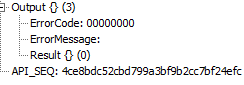 Output {} (3)
ErrorCode: 00000000
ErrorMessage:
Result {} (0)
API_SEQ: 4ce8bdc52cbd799a3bf9b2cc7bf24efc